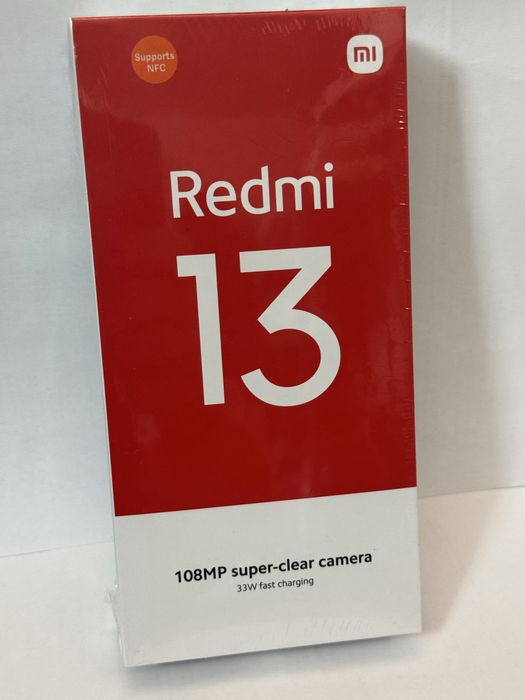 Supports
NFC
mi
Redmi
13
108MP super-clear camera
33W fast charging